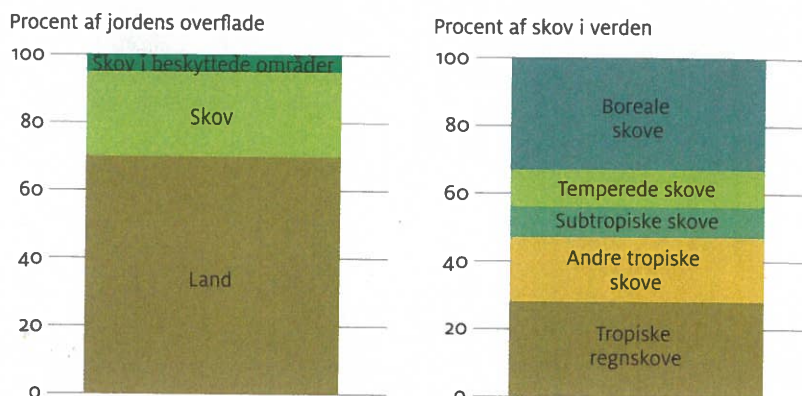 Procent af jordens overflade
100
80
60
40
20
0
Skov i beskyttede områder
Skov
Land
Procent af skov i verden
100
80
60
40
20
0
Boreale
skove
Temperede skove
Subtropiske skove
Andre tropiske
skove
Tropiske
regnskove